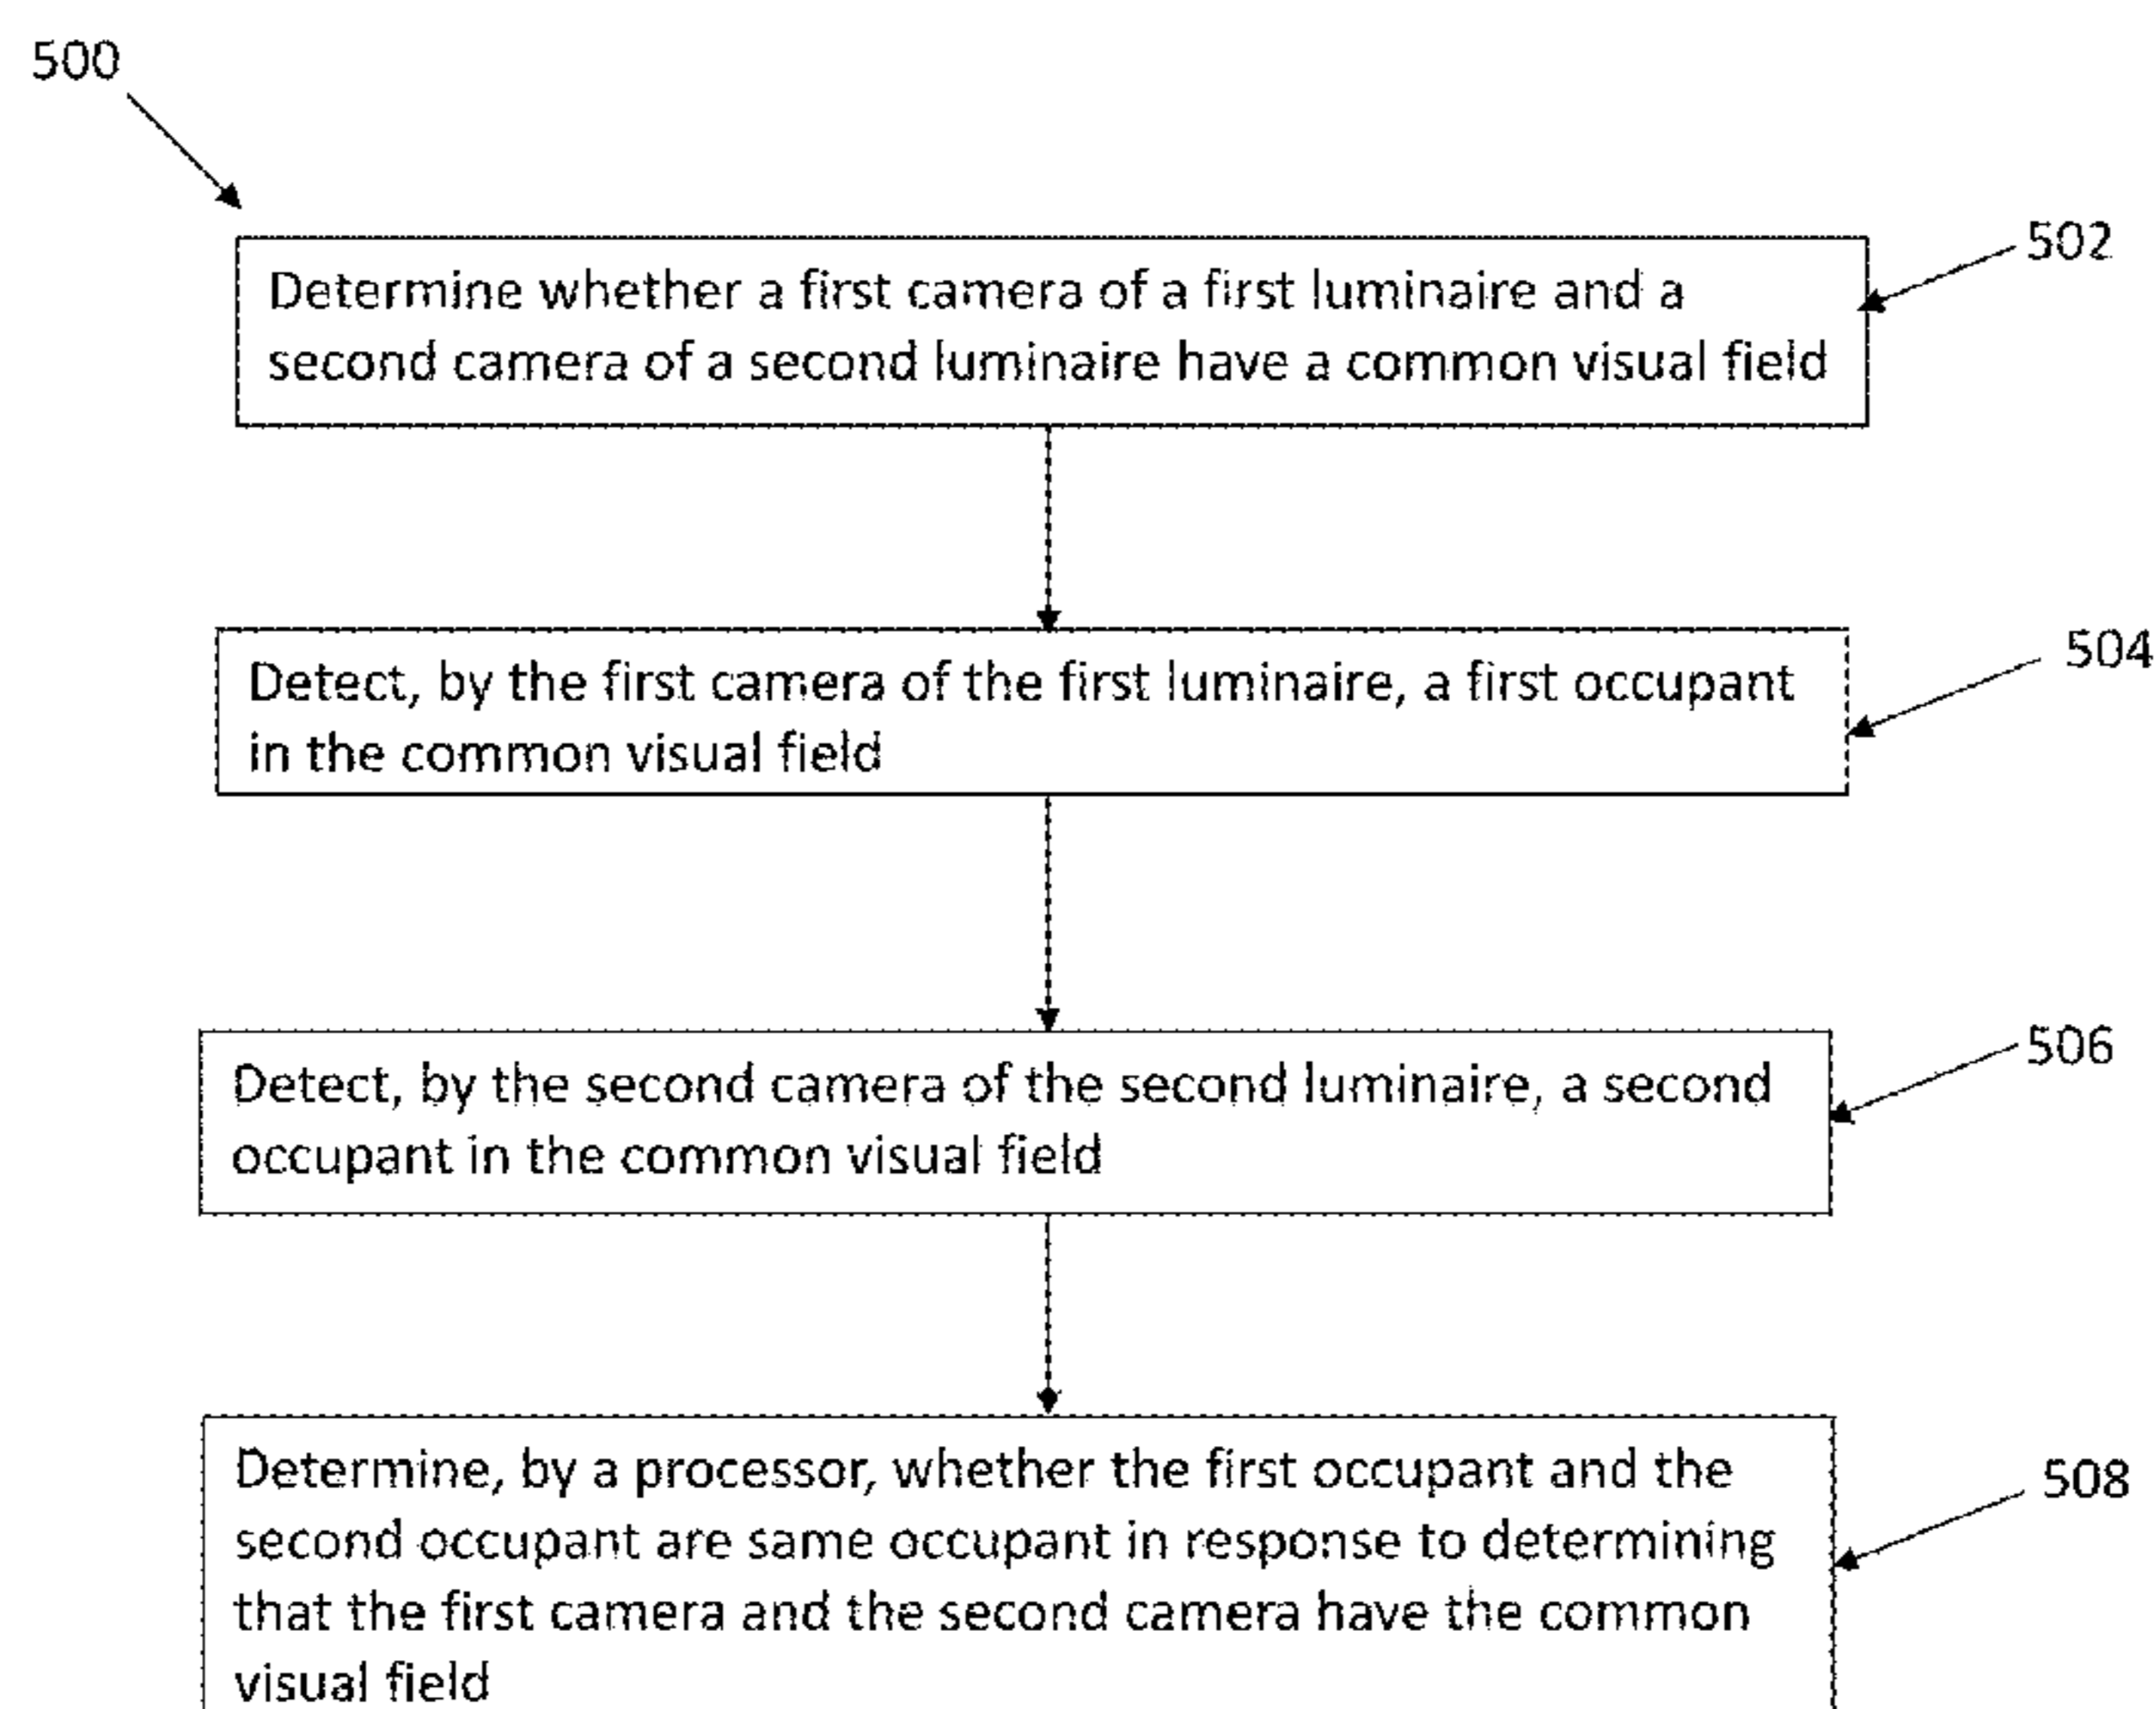 500
502
Determine whether a first camera of a first luminaire and a
second camera of a second luminaire have a common visual field
504
Detect, by the first camera of the first luminaire, a first occupant
in the common visual field
506
Detect, by the second camera of the second luminaire, a second
occupant in the common visual field
508
Determine, by a processor, whether the first occupant and the
second occupant are same occupant in response to determining
that the first camera and the second camera have the common
visual field